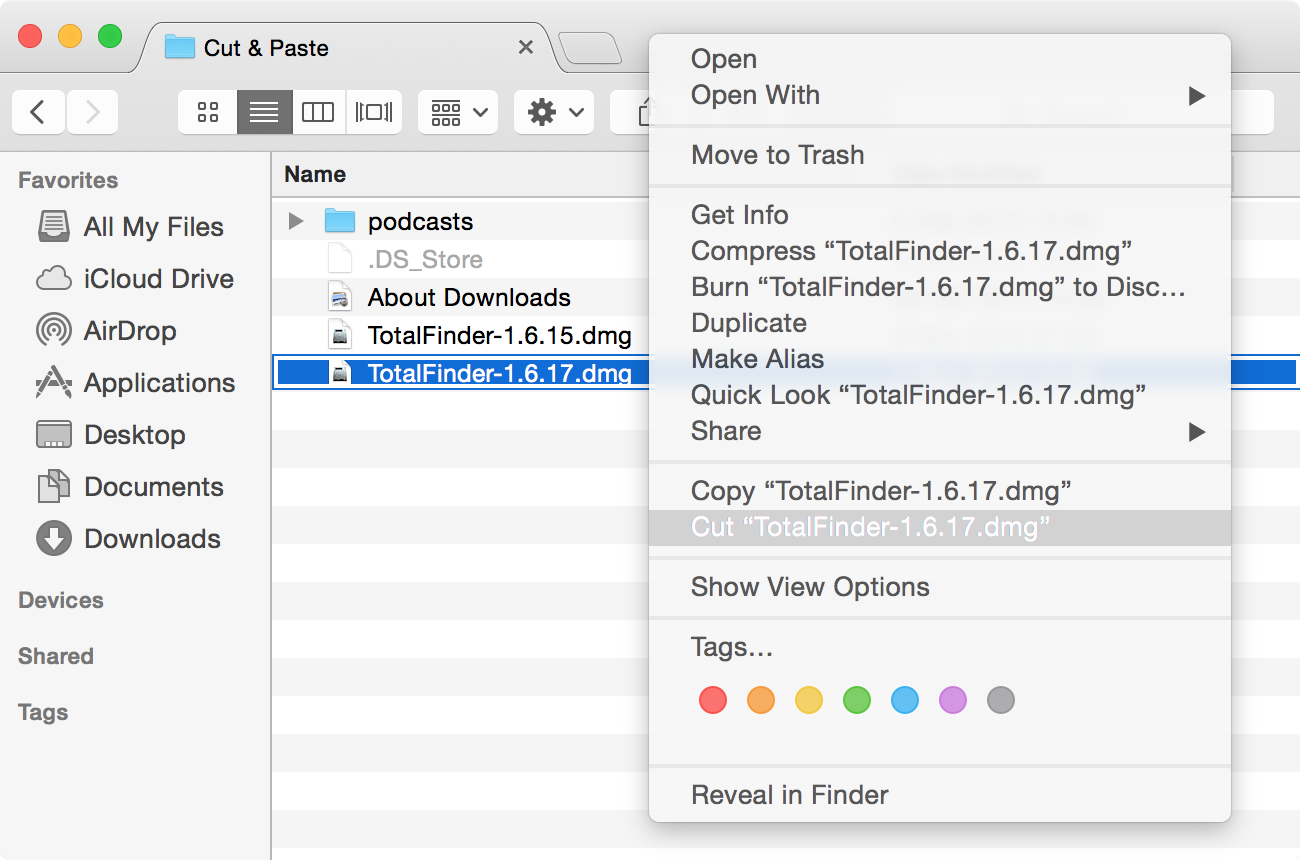 Cut & Paste
Favorites
All My Files
iCloud Drive
AirDrop
Applications
Desktop
Documents
Downloads
Devices
Shared
Tags
Name
podcasts
.DS_Store
About Downloads
TotalFinder-1.6.15.dmg
TotalFinder-1.6.17.dmg
Open
Open With
Move to Trash
Get Info
Compress “TotalFinder-1.6.17.dmg”
Burn “TotalFinder-1.6.17.dmg” to Disc…
Duplicate
Make Alias
Quick Look “TotalFinder-1.6.17.dmg”
Share
Copy “TotalFinder-1.6.17.dmg”
Cut “TotalFinder-1.6.17.dmg”
Show View Options
Tags…
Reveal in Finder